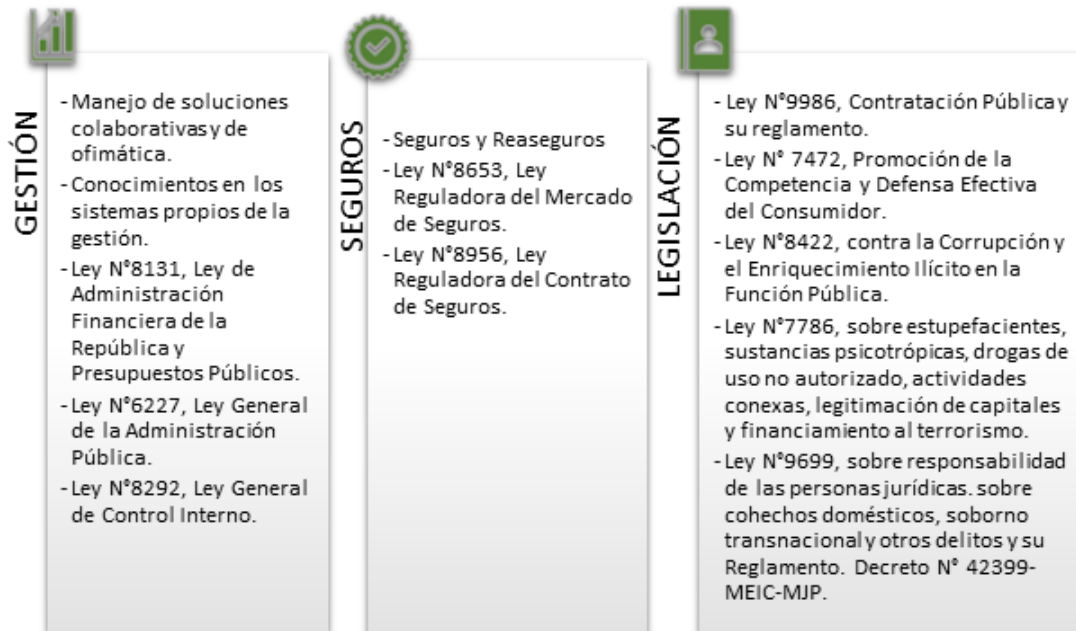 GESTIÓN
- Manejo de soluciones
colaborativas y de
ofimática.
- Conocimientos en los
sistemas propios de la
gestión.
- Ley N°8131, Ley de
Administración
Financiera de la
República y
Presupuestos Públicos.
- Ley N°6227, Ley General
de la Administración
Pública.
- Ley N°8292, Ley General
de Control Interno.
SEGUROS
- Seguros y Reaseguros
- Ley N°8653, Ley
Reguladora del Mercado
de Seguros.
- Ley N°8956, Ley
Reguladora del Contrato
de Seguros.
LEGISLACIÓN
- Ley N°9986, Contratación Pública y
su reglamento.
- Ley N° 7472, Promoción de la
Competencia y Defensa Efectiva
del Consumidor.
- Ley N°8422, contra la Corrupción y
el Enriquecimiento Ilícito en la
Función Pública.
- Ley N°7786, sobre estupefacientes,
sustancias psicotrópicas, drogas de
uso no autorizado, actividades
conexas, legitimación de capitales
y financiamiento al terrorismo.
- Ley N°9699, sobre responsabilidad
de las personas jurídicas. sobre
cohechos domésticos, soborno
transnacional y otros delitos y su
Reglamento. Decreto N° 42399-
MEIC-MJP.